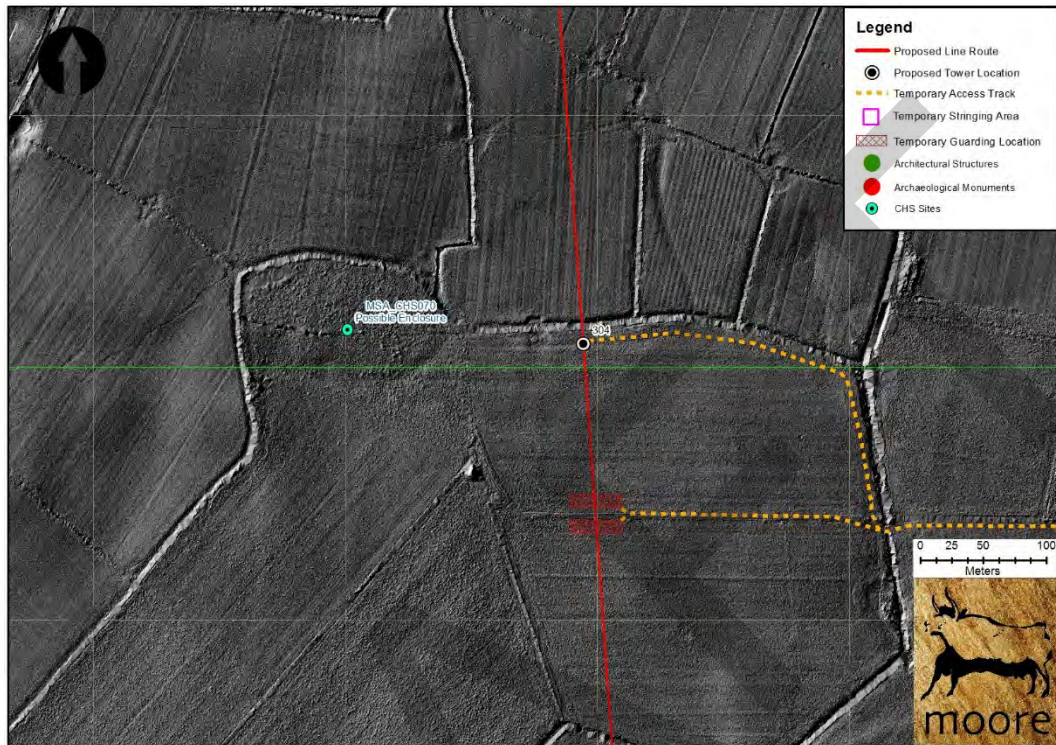 Legend
Proposed Line Route
Proposed Tower Location
Temporary Access Track
Temporary Stringing Area
Temporary Guarding Location
Architectural Structures
Archaeological Monuments
CHS Sites
MSA_CHS070
Possible Enclosure
304
0 25 50 100
Meters
moore